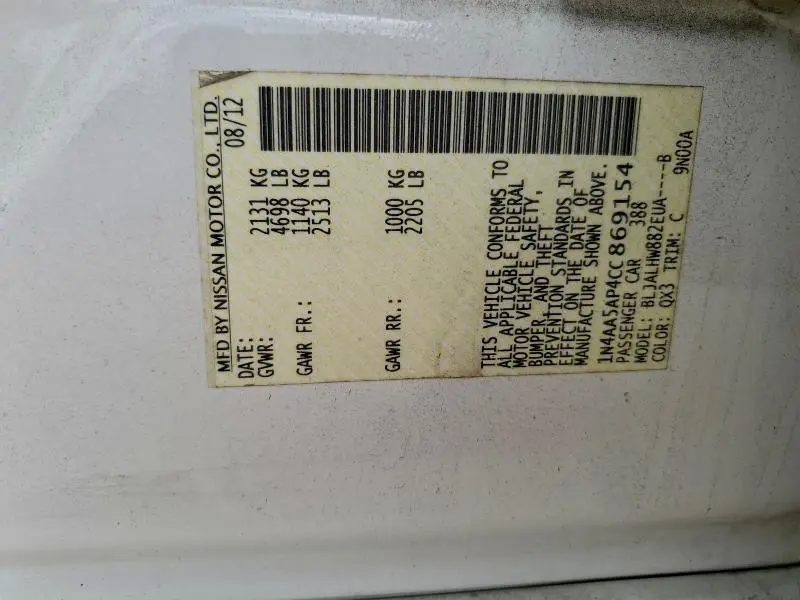 MFD BY NISSAN MOTOR CO., LTD.
DATE: 08/12
GVWR: 2131 KG
4698 LB
GAWR FR.: 1140 KG
2513 LB
GAWR RR.: 1000 KG
2205 LB
THIS VEHICLE CONFORMS TO
ALL APPLICABLE FEDERAL
MOTOR VEHICLE SAFETY,
BUMPER, AND THEFT
PREVENTION STANDARDS IN
EFFECT ON THE DATE OF
MANUFACTURE SHOWN ABOVE.
1N4AA5AP4CC869154
PASSENGER CAR 388
MODEL: BLJALHW882EUA----B
COLOR: QX3 TRIM: C 9N00A